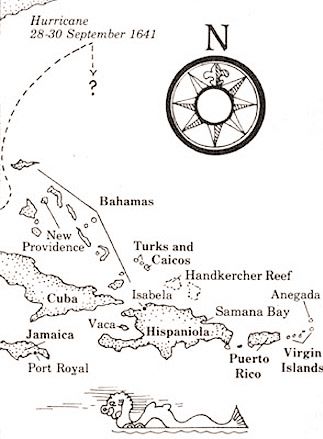 Hurricane
28-30 September 1641
N
?
Bahamas
New
Providence
Turks and
Caicos
Handkercher Reef
Anegada
Isabela
Samana Bay
Cuba
Vaca
Hispaniola
Jamaica
Port Royal
Puerto
Rico
Virgin
Islands